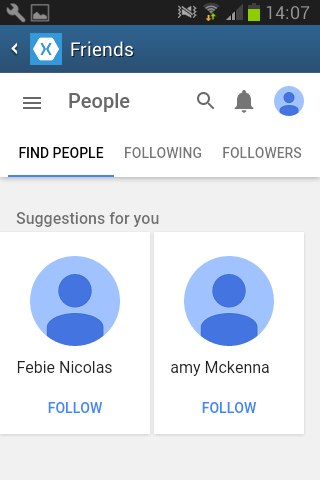 14:07
Friends
People
FIND PEOPLE FOLLOWING FOLLOWERS
Suggestions for you
Febie Nicolas amy Mckenna
FOLLOW FOLLOW